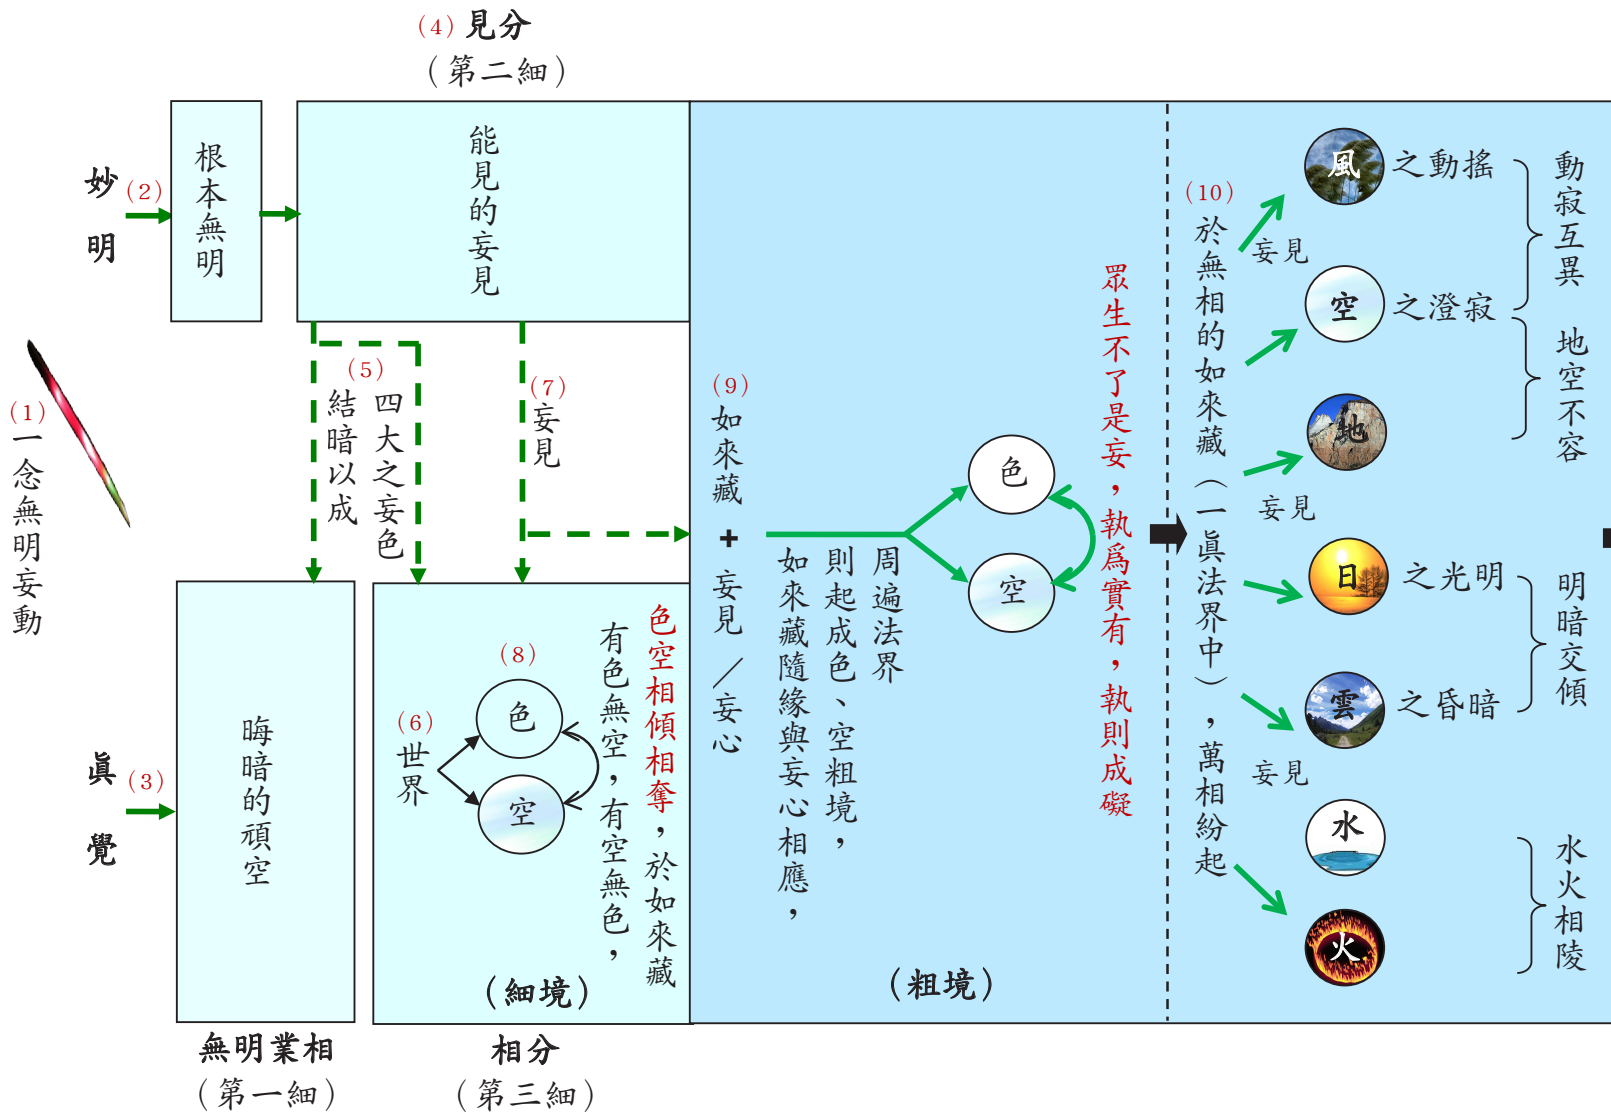 (4) 見分
（第二細）
妙明
(2)
根本無明
能見的妄見
(1) 一念無明妄動
(5)
四大之妄色
結暗以成
(7) 妄見
真覺
(3)
晦暗的頑空
無明業相
（第一細）
(6) 世界
(8)
色
空
色空相傾相奪，於如來藏
有色無空，有空無色，
(細境)
相分
（第三細）
(9) 如來藏 + 妄見／妄心
周遍法界
則起成色、空粗境，
如來藏隨緣與妄心相應，
色
空
眾生不了是妄，執爲實有，執則成礙
(粗境)
(10) 於無相的如來藏（一真法界中），萬相紛起
妄見
妄見
妄見
風 之動搖
空 之澄寂
地
日 之光明
雲 之昏暗
水
火
動寂互異
地空不容
明暗交傾
水火相陵